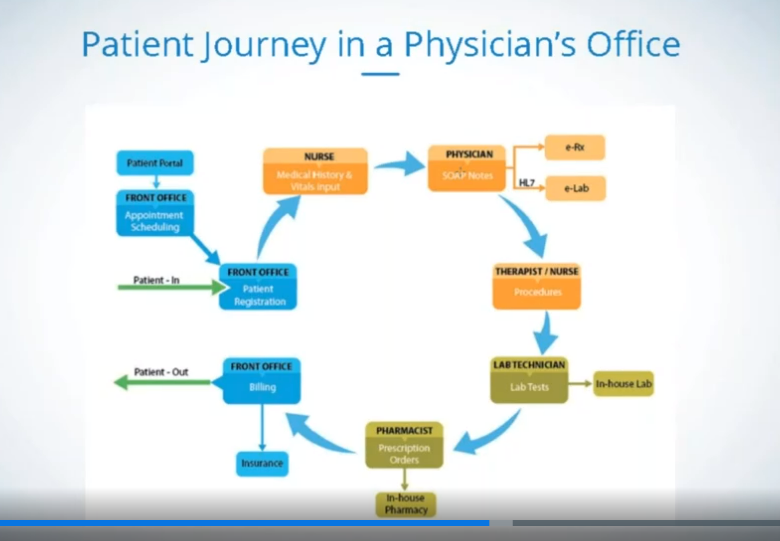 Patient Journey in a Physician's Office
Patient Portal
FRONT OFFICE
Appointment
Scheduling
Patient - In
FRONT OFFICE
Patient
Registration
NURSE
Medical History &
Vitals input
PHYSICIAN
SOAP Notes
e-Rx
HL7
e-Lab
THERAPIST / NURSE
Procedures
LAB TECHNICIAN
Lab Tests
In-house Lab
PHARMACIST
Prescription
Orders
In-house
Pharmacy
FRONT OFFICE
Billing
Insurance
Patient - Out